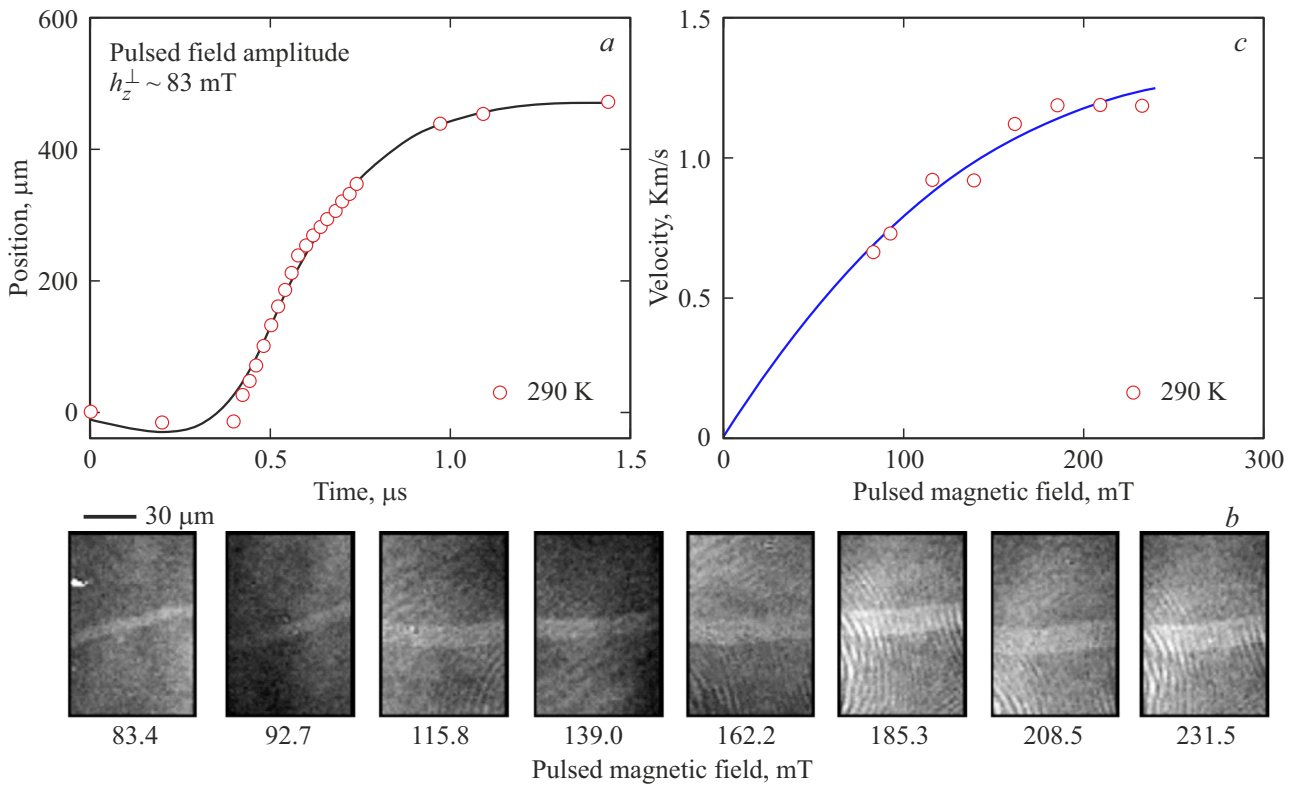 600
400
200
0
Position, μm
Pulsed field amplitude
h_z^⊥ ~ 83 mT
a
290 K
0
0.5
1.0
1.5
Time, μs
1.5
1.0
0.5
0
Velocity, Km/s
c
290 K
0
100
200
300
Pulsed magnetic field, mT
30 μm
b
83.4
92.7
115.8
139.0
162.2
185.3
208.5
231.5
Pulsed magnetic field, mT